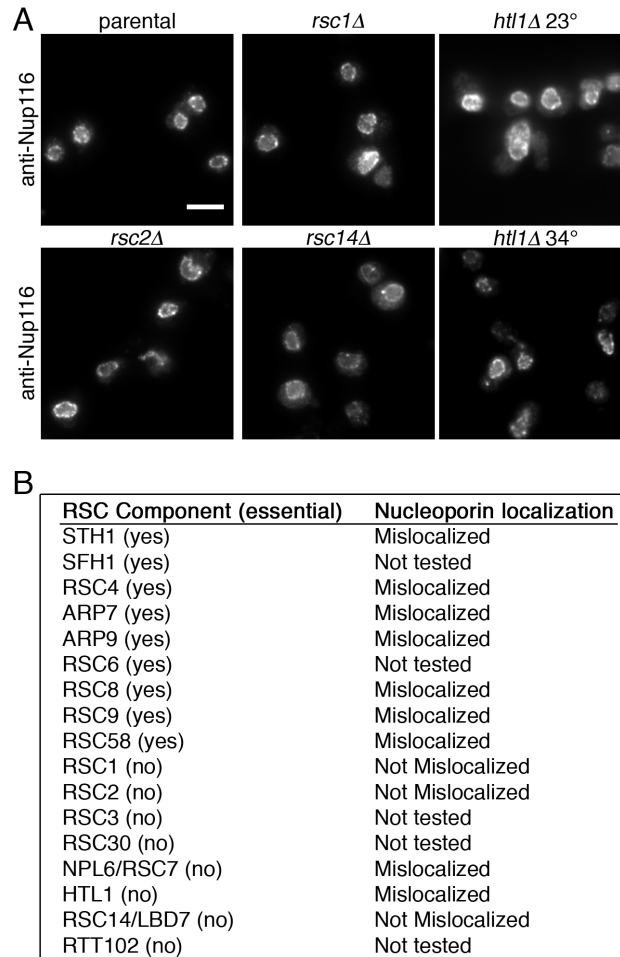 A
parental
rsc1Δ
htl1Δ 23°
anti-Nup116
rsc2Δ
rsc14Δ
htl1Δ 34°
anti-Nup116
B
RSC Component (essential) Nucleoporin localization
STH1 (yes) Mislocalized
SFH1 (yes) Not tested
RSC4 (yes) Mislocalized
ARP7 (yes) Mislocalized
ARP9 (yes) Mislocalized
RSC6 (yes) Not tested
RSC8 (yes) Mislocalized
RSC9 (yes) Mislocalized
RSC58 (yes) Mislocalized
RSC1 (no) Not Mislocalized
RSC2 (no) Not Mislocalized
RSC3 (no) Not tested
RSC30 (no) Not tested
NPL6/RSC7 (no) Mislocalized
HTL1 (no) Mislocalized
RSC14/LBD7 (no) Not Mislocalized
RTT102 (no) Not tested